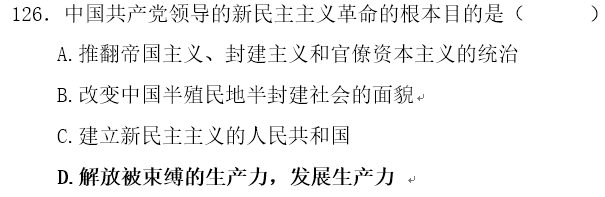 126. 中国共产党领导的新民主主义革命的根本目的是（　　）
A. 推翻帝国主义、封建主义和官僚资本主义的统治
B. 改变中国半殖民地半封建社会的面貌
C. 建立新民主主义的人民共和国
D. 解放被束缚的生产力，发展生产力